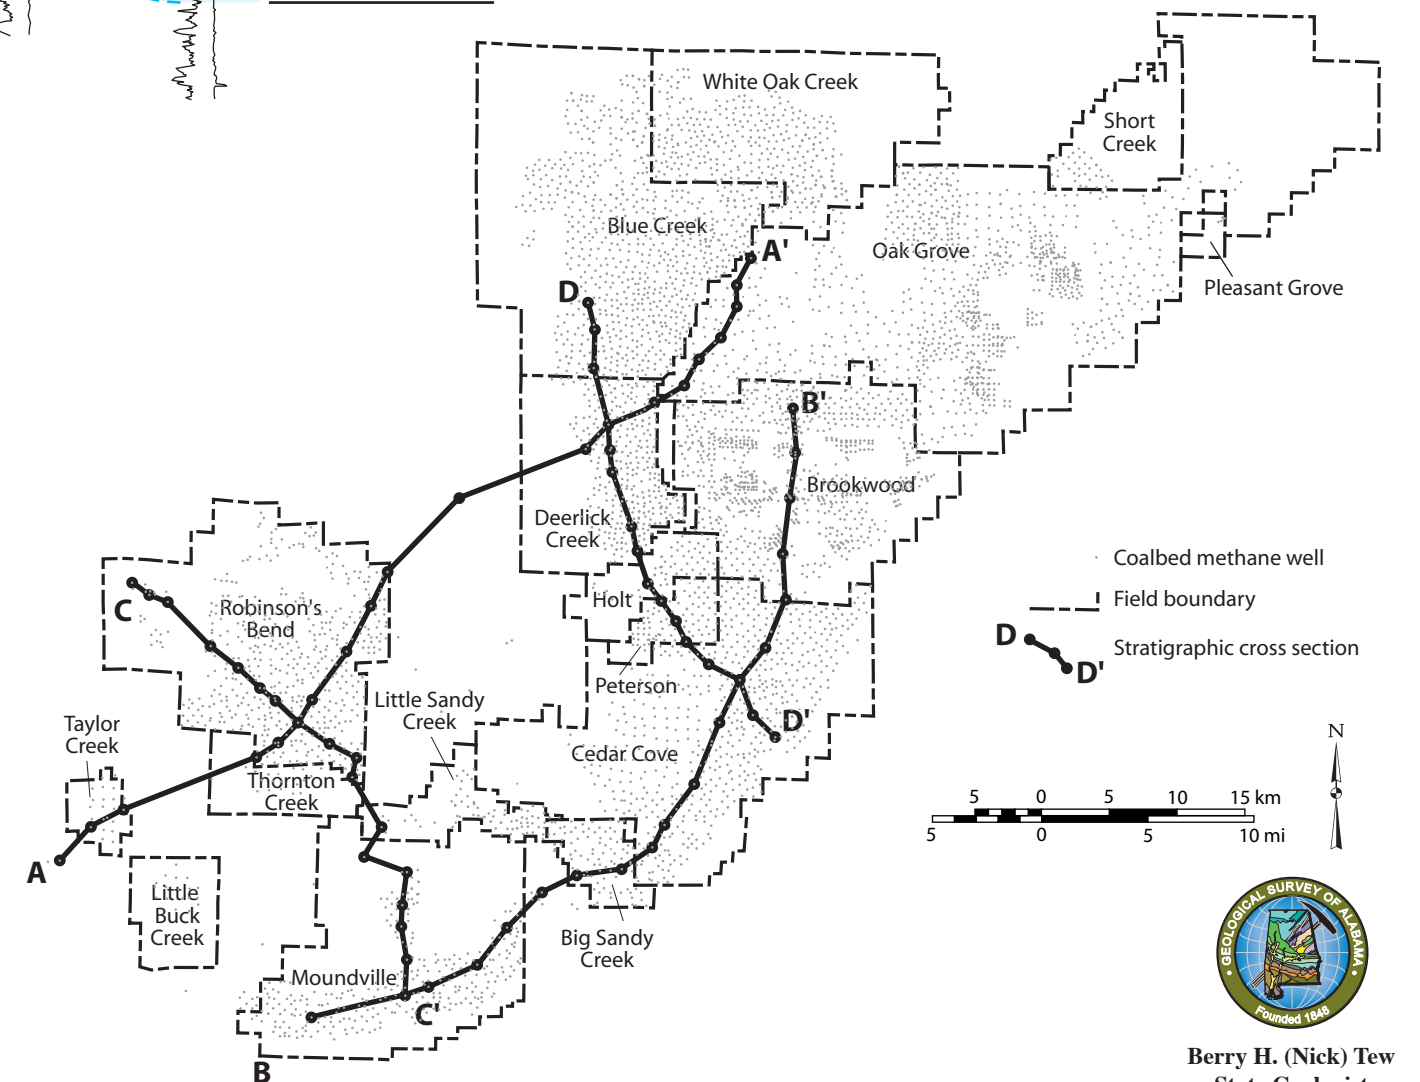 White Oak Creek
Short
Creek
Blue Creek
A'
Oak Grove
D
Pleasant Grove
B'
Brookwood
Deerlick
Creek
Coalbed methane well
C
Robinson's
Bend
Holt
Field boundary
D
D'
Stratigraphic cross section
Peterson
Little Sandy
Creek
Taylor
Creek
D'
Cedar Cove
N
Thornton
Creek
5 0 5 10 15 km
5 0 5 10 mi
A
Little
Buck
Creek
Big Sandy
Creek
GEOLOGICAL SURVEY OF ALABAMA
Founded 1848
Moundville
C'
B
Berry H. (Nick) Tew
State Geologist